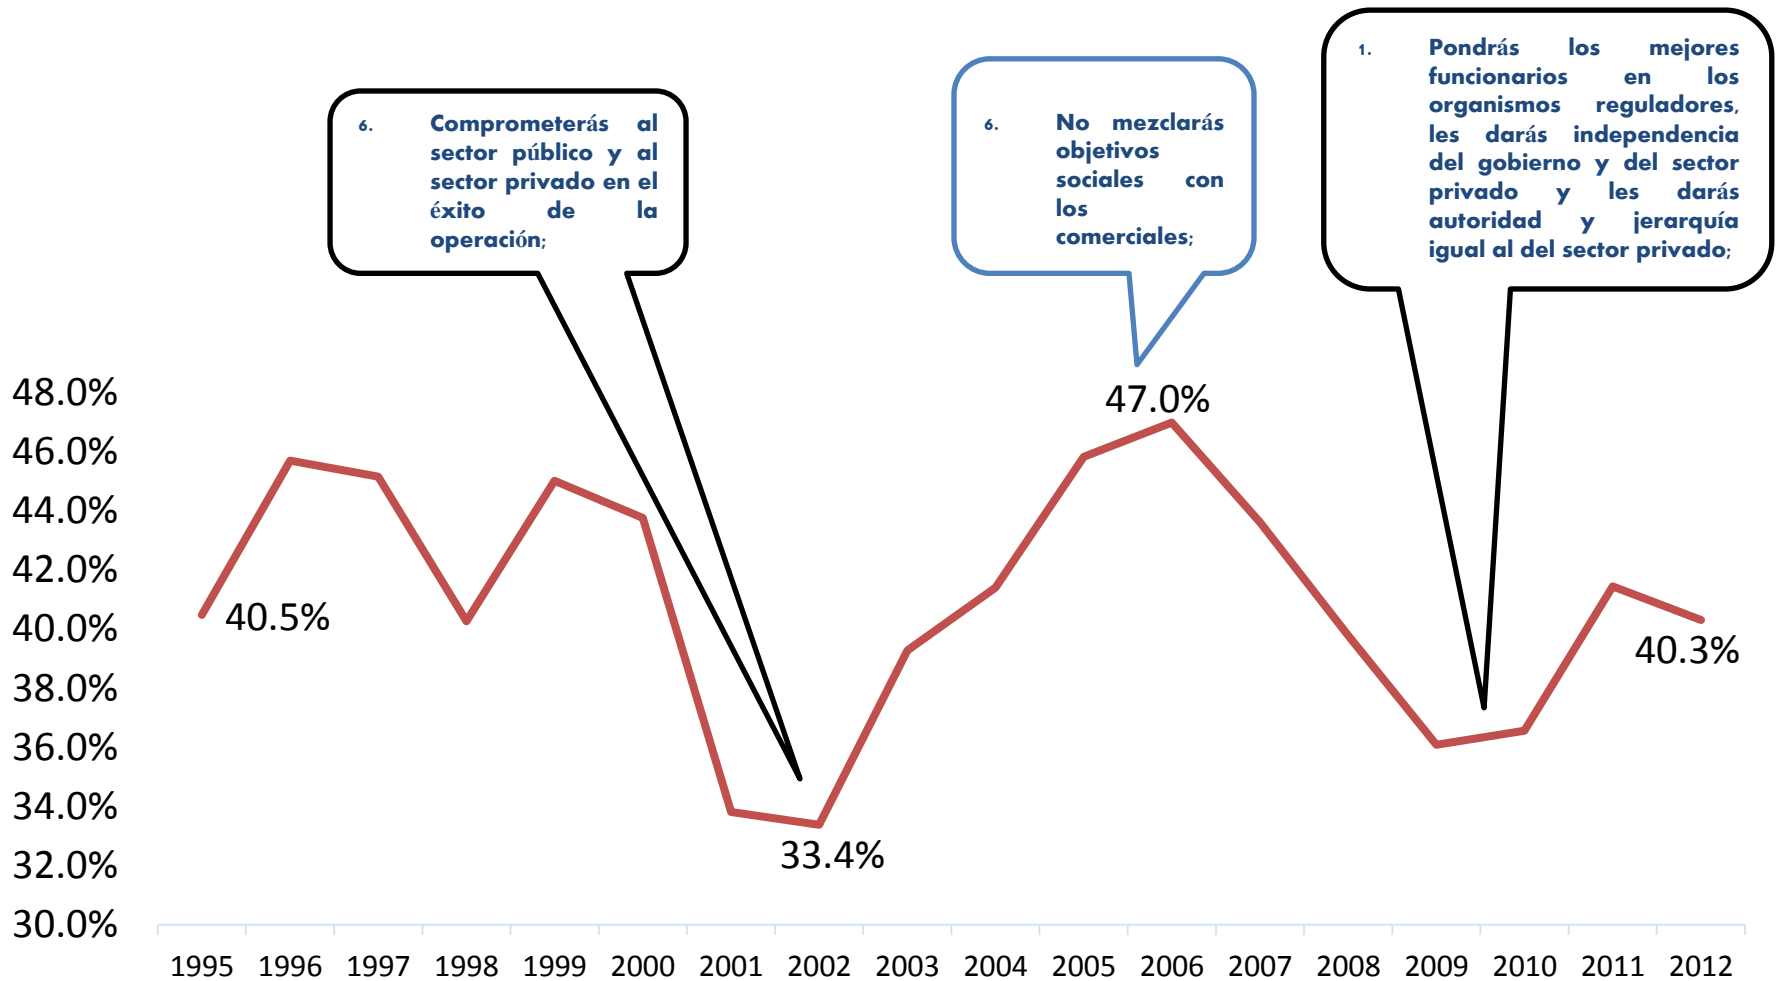 6. Comprometerás al
sector público y al
sector privado en el
éxito de la
operación;
6. No mezclarás
objetivos
sociales con
los
comerciales;
1. Pondrás los mejores
funcionarios en los
organismos reguladores,
les darás independencia
del gobierno y del sector
privado y les darás
autoridad y jerarquía
igual al del sector privado;
48.0%
46.0%
44.0%
42.0%
40.0%
38.0%
36.0%
34.0%
32.0%
30.0%
40.5%
33.4%
47.0%
40.3%
1995 1996 1997 1998 1999 2000 2001 2002 2003 2004 2005 2006 2007 2008 2009 2010 2011 2012